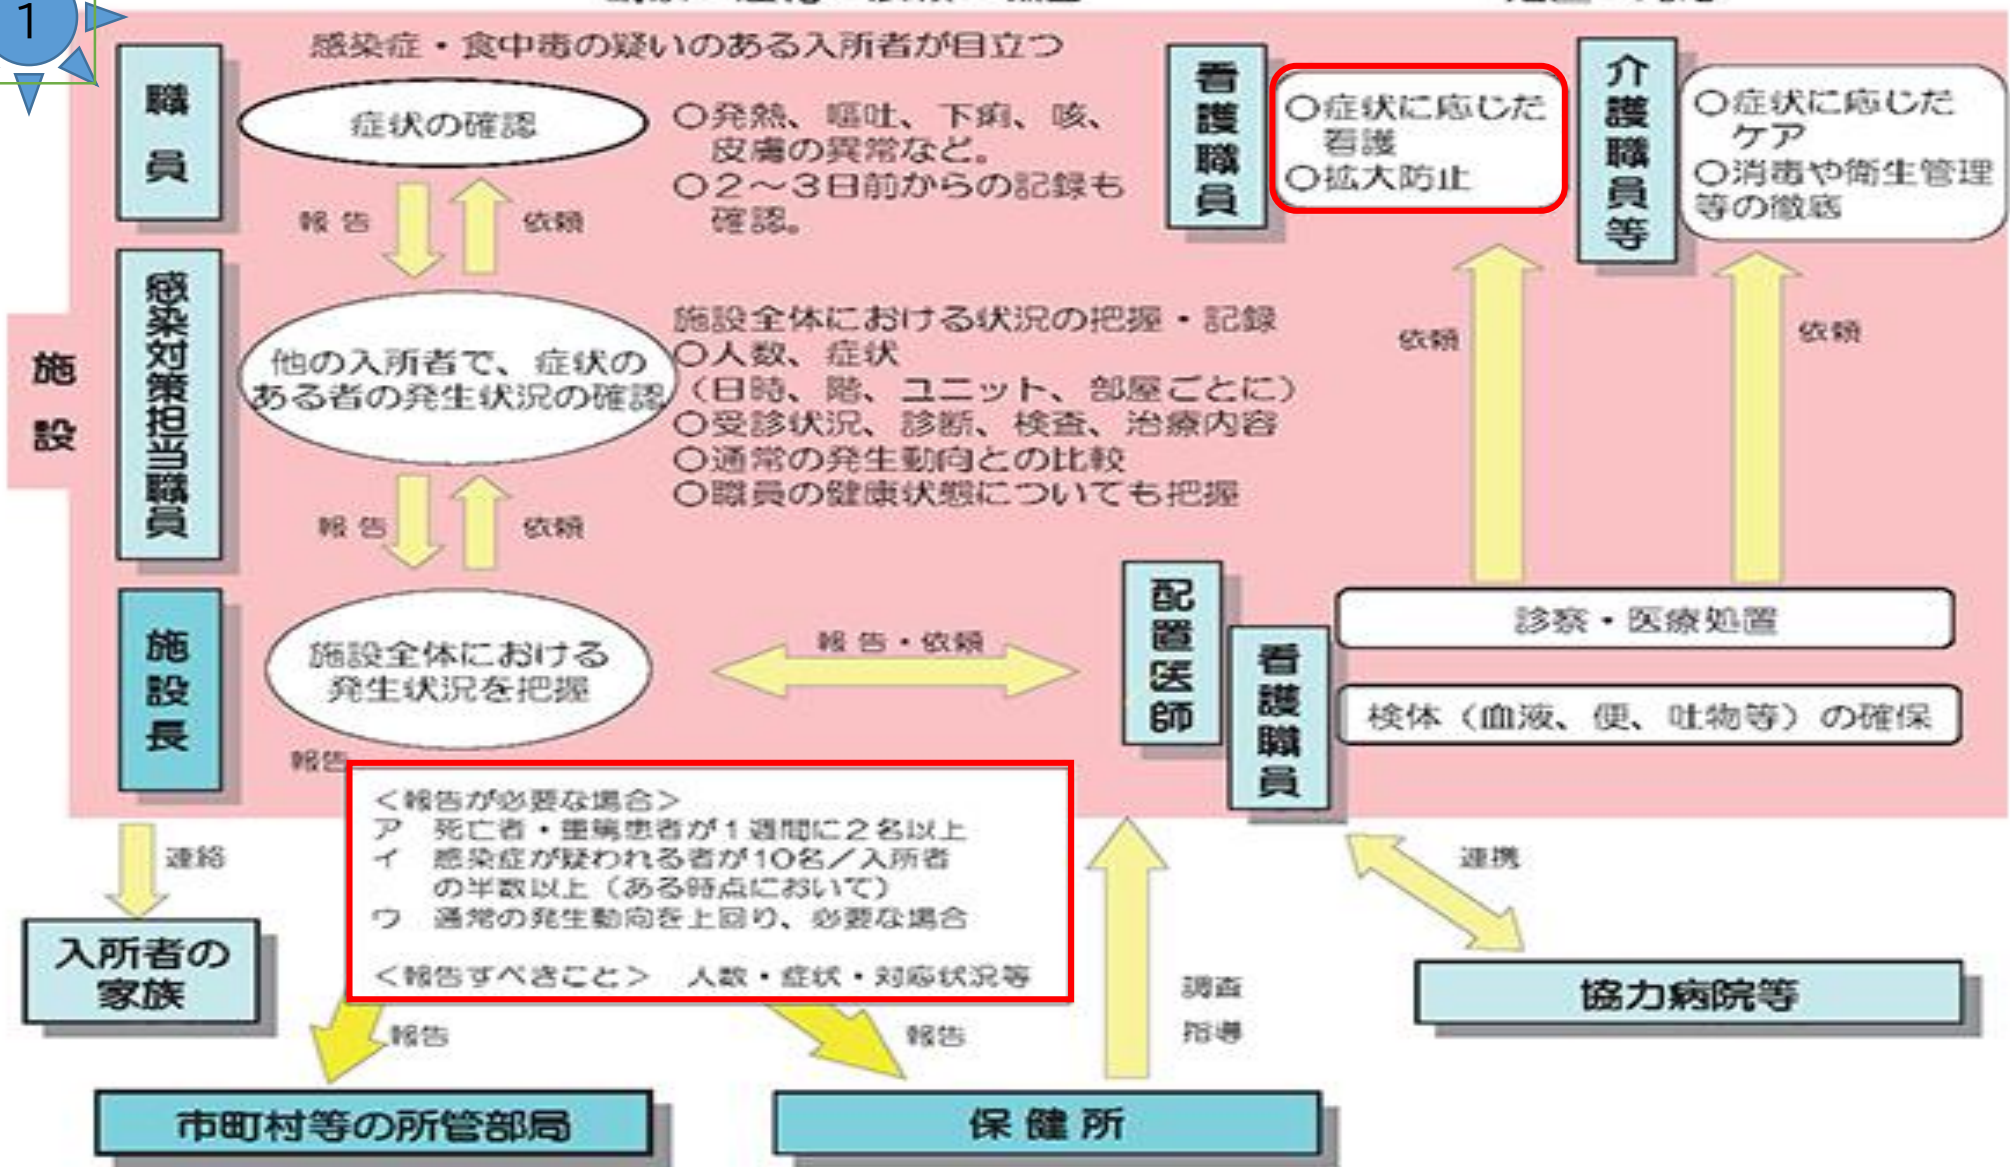 1
職員
感染症・食中毒の疑いのある入所者が目立つ
症状の確認
○発熱、嘔吐、下痢、咳、
皮膚の異常など。
○２～３日前からの記録も
確認。
報告
依頼
看護職員
○症状に応じた
看護
○拡大防止
介護職員等
○症状に応じた
ケア
○消毒や衛生管理
等の徹底
施設
感染対策担当職員
他の入所者で、症状の
ある者の発生状況の確認
施設全体における状況の把握・記録
○人数、症状
（日時、階、ユニット、部屋ごとに）
○受診状況、診断、検査、治療内容
○通常の発生動向との比較
○職員の健康状態についても把握
報告
依頼
依頼
依頼
施設長
施設全体における
発生状況を把握
報告・依頼
配置医師
看護職員
診察・医療処置
検体（血液、便、吐物等）の確保
報告
＜報告が必要な場合＞
ア　死亡者・重篤患者が１週間に２名以上
イ　感染症が疑われる者が10名／入所者
の半数以上（ある時点において）
ウ　通常の発生動向を上回り、必要な場合
＜報告すべきこと＞　人数・症状・対応状況等
連絡
入所者の
家族
報告
報告
調査
指導
連携
協力病院等
市町村等の所管部局
保健所